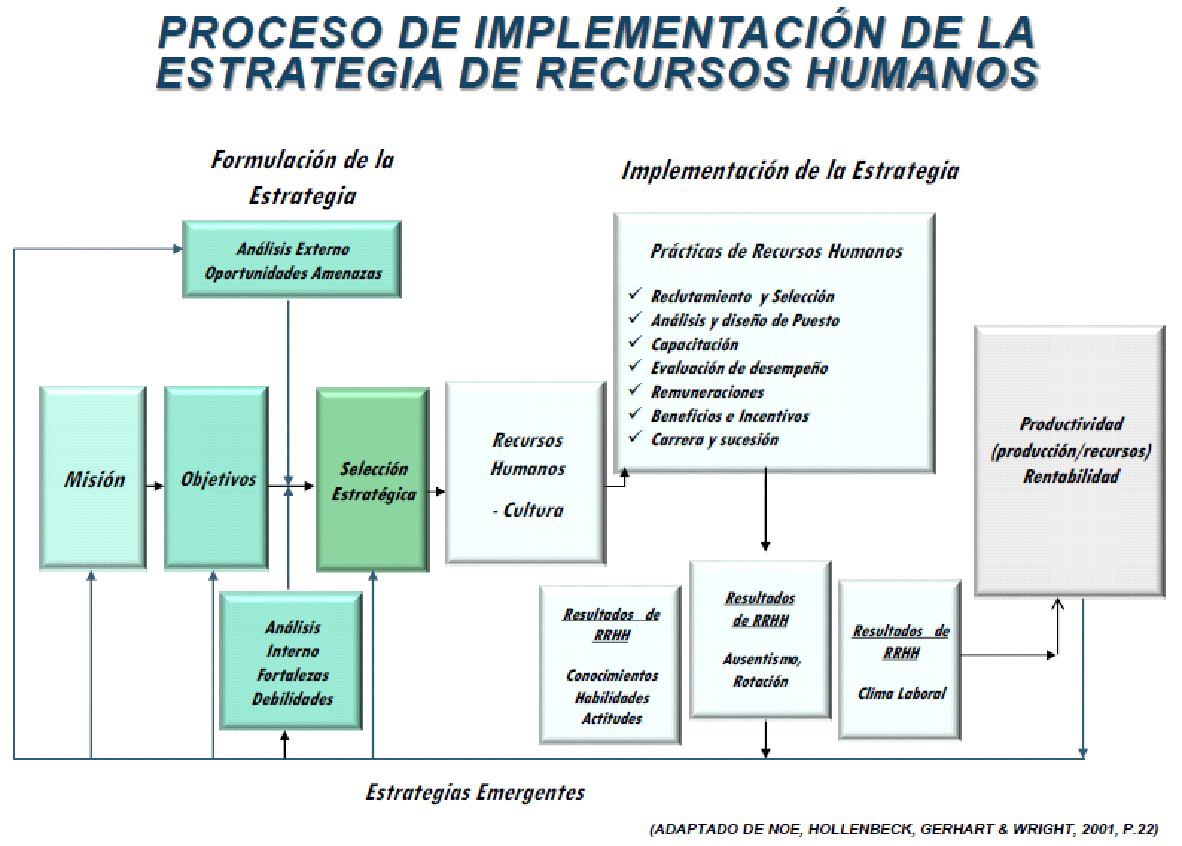 PROCESO DE IMPLEMENTACIÓN DE LA
ESTRATEGIA DE RECURSOS HUMANOS
Formulación de la
Estrategia
Implementación de la Estrategia
Análisis Externo
Oportunidades Amenazas
Prácticas de Recursos Humanos
✓ Reclutamiento y Selección
✓ Análisis y diseño de Puesto
✓ Capacitación
✓ Evaluación de desempeño
✓ Remuneraciones
✓ Beneficios e Incentivos
✓ Carrera y sucesión
Misión
Objetivos
Selección
Estratégica
Recursos
Humanos
- Cultura
Productividad
(producción/recursos)
Rentabilidad
Análisis
Interno
Fortalezas
Debilidades
Resultados de
RRHH
Conocimientos
Habilidades
Actitudes
Resultados
de RRHH
Ausentismo,
Rotación
Resultados de
RRHH
Clima Laboral
Estrategias Emergentes
(ADAPTADO DE NOE, HOLLENBECK, GERHART & WRIGHT, 2001, P.22)